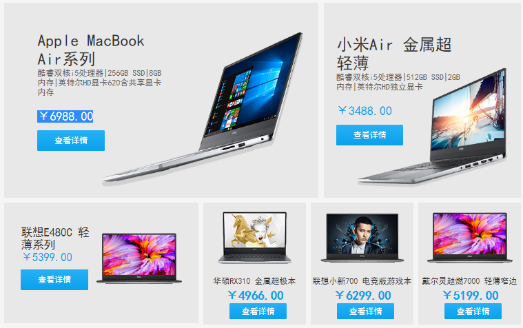 Apple MacBook
Air系列
酷睿双核i5处理器|256GB SSD|8GB
内存|英特尔HD显卡620含共享显卡
内存
￥6988.00
查看详情
小米Air 金属超
轻薄
酷睿双核i5处理器|512GB SSD|2GB
内存|英特尔HD独立显卡
￥3488.00
查看详情
联想E480C 轻
薄系列
￥5399.00
查看详情
华硕RX310 金属超极本
￥4966.00
查看详情
联想小新700 电竞版游戏本
￥6299.00
查看详情
戴尔灵越燃7000 轻薄窄边
￥5199.00
查看详情